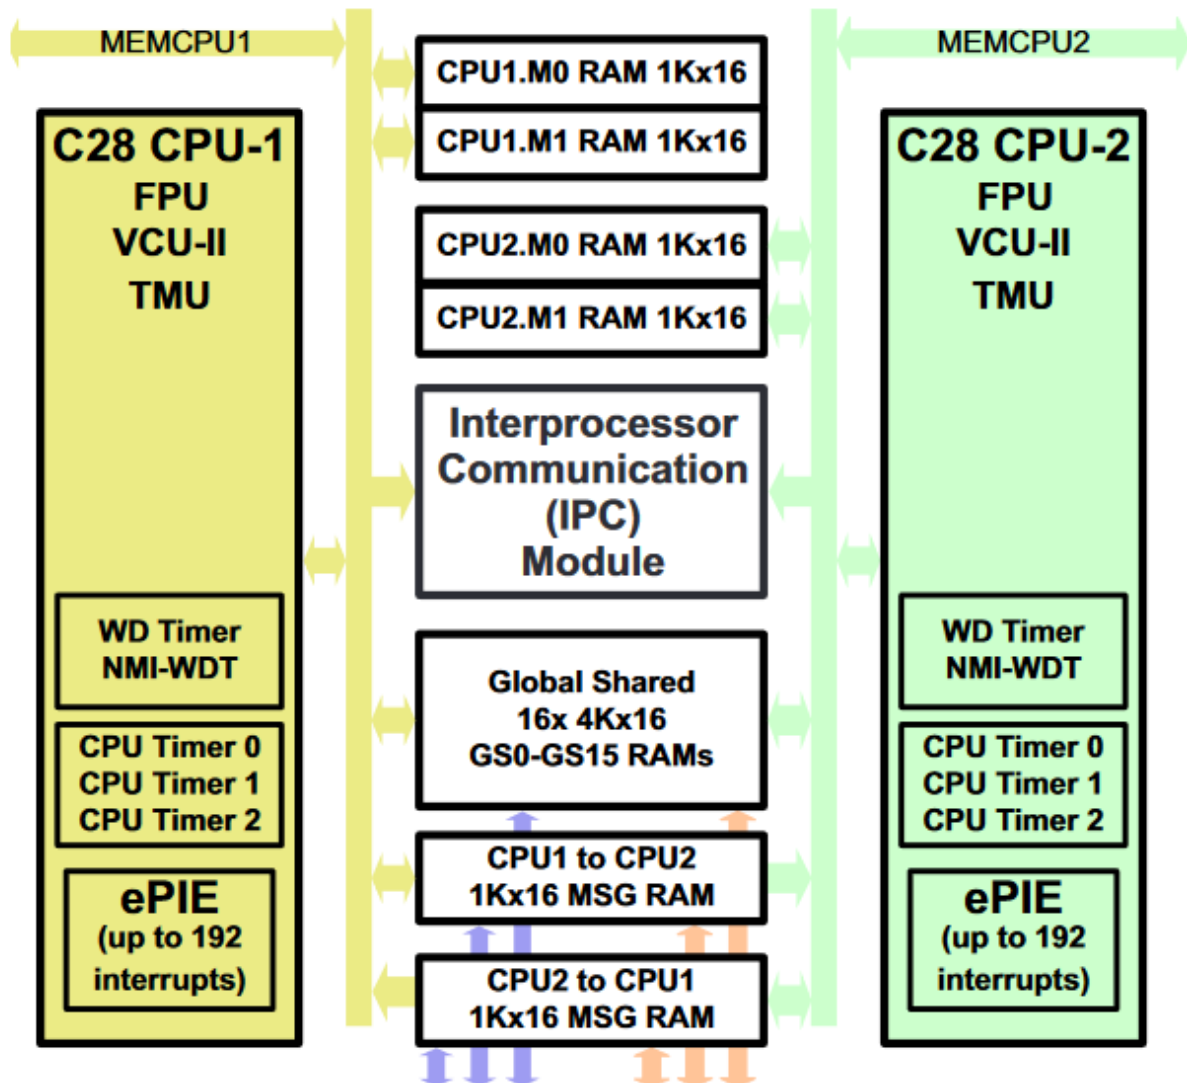 MEMCPU1
MEMCPU2
C28 CPU-1
FPU
VCU-II
TMU
WD Timer
NMI-WDT
CPU Timer 0
CPU Timer 1
CPU Timer 2
ePIE
(up to 192
interrupts)
CPU1.M0 RAM 1Kx16
CPU1.M1 RAM 1Kx16
CPU2.M0 RAM 1Kx16
CPU2.M1 RAM 1Kx16
Interprocessor
Communication
(IPC)
Module
Global Shared
16x 4Kx16
GS0-GS15 RAMs
CPU1 to CPU2
1Kx16 MSG RAM
CPU2 to CPU1
1Kx16 MSG RAM
C28 CPU-2
FPU
VCU-II
TMU
WD Timer
NMI-WDT
CPU Timer 0
CPU Timer 1
CPU Timer 2
ePIE
(up to 192
interrupts)